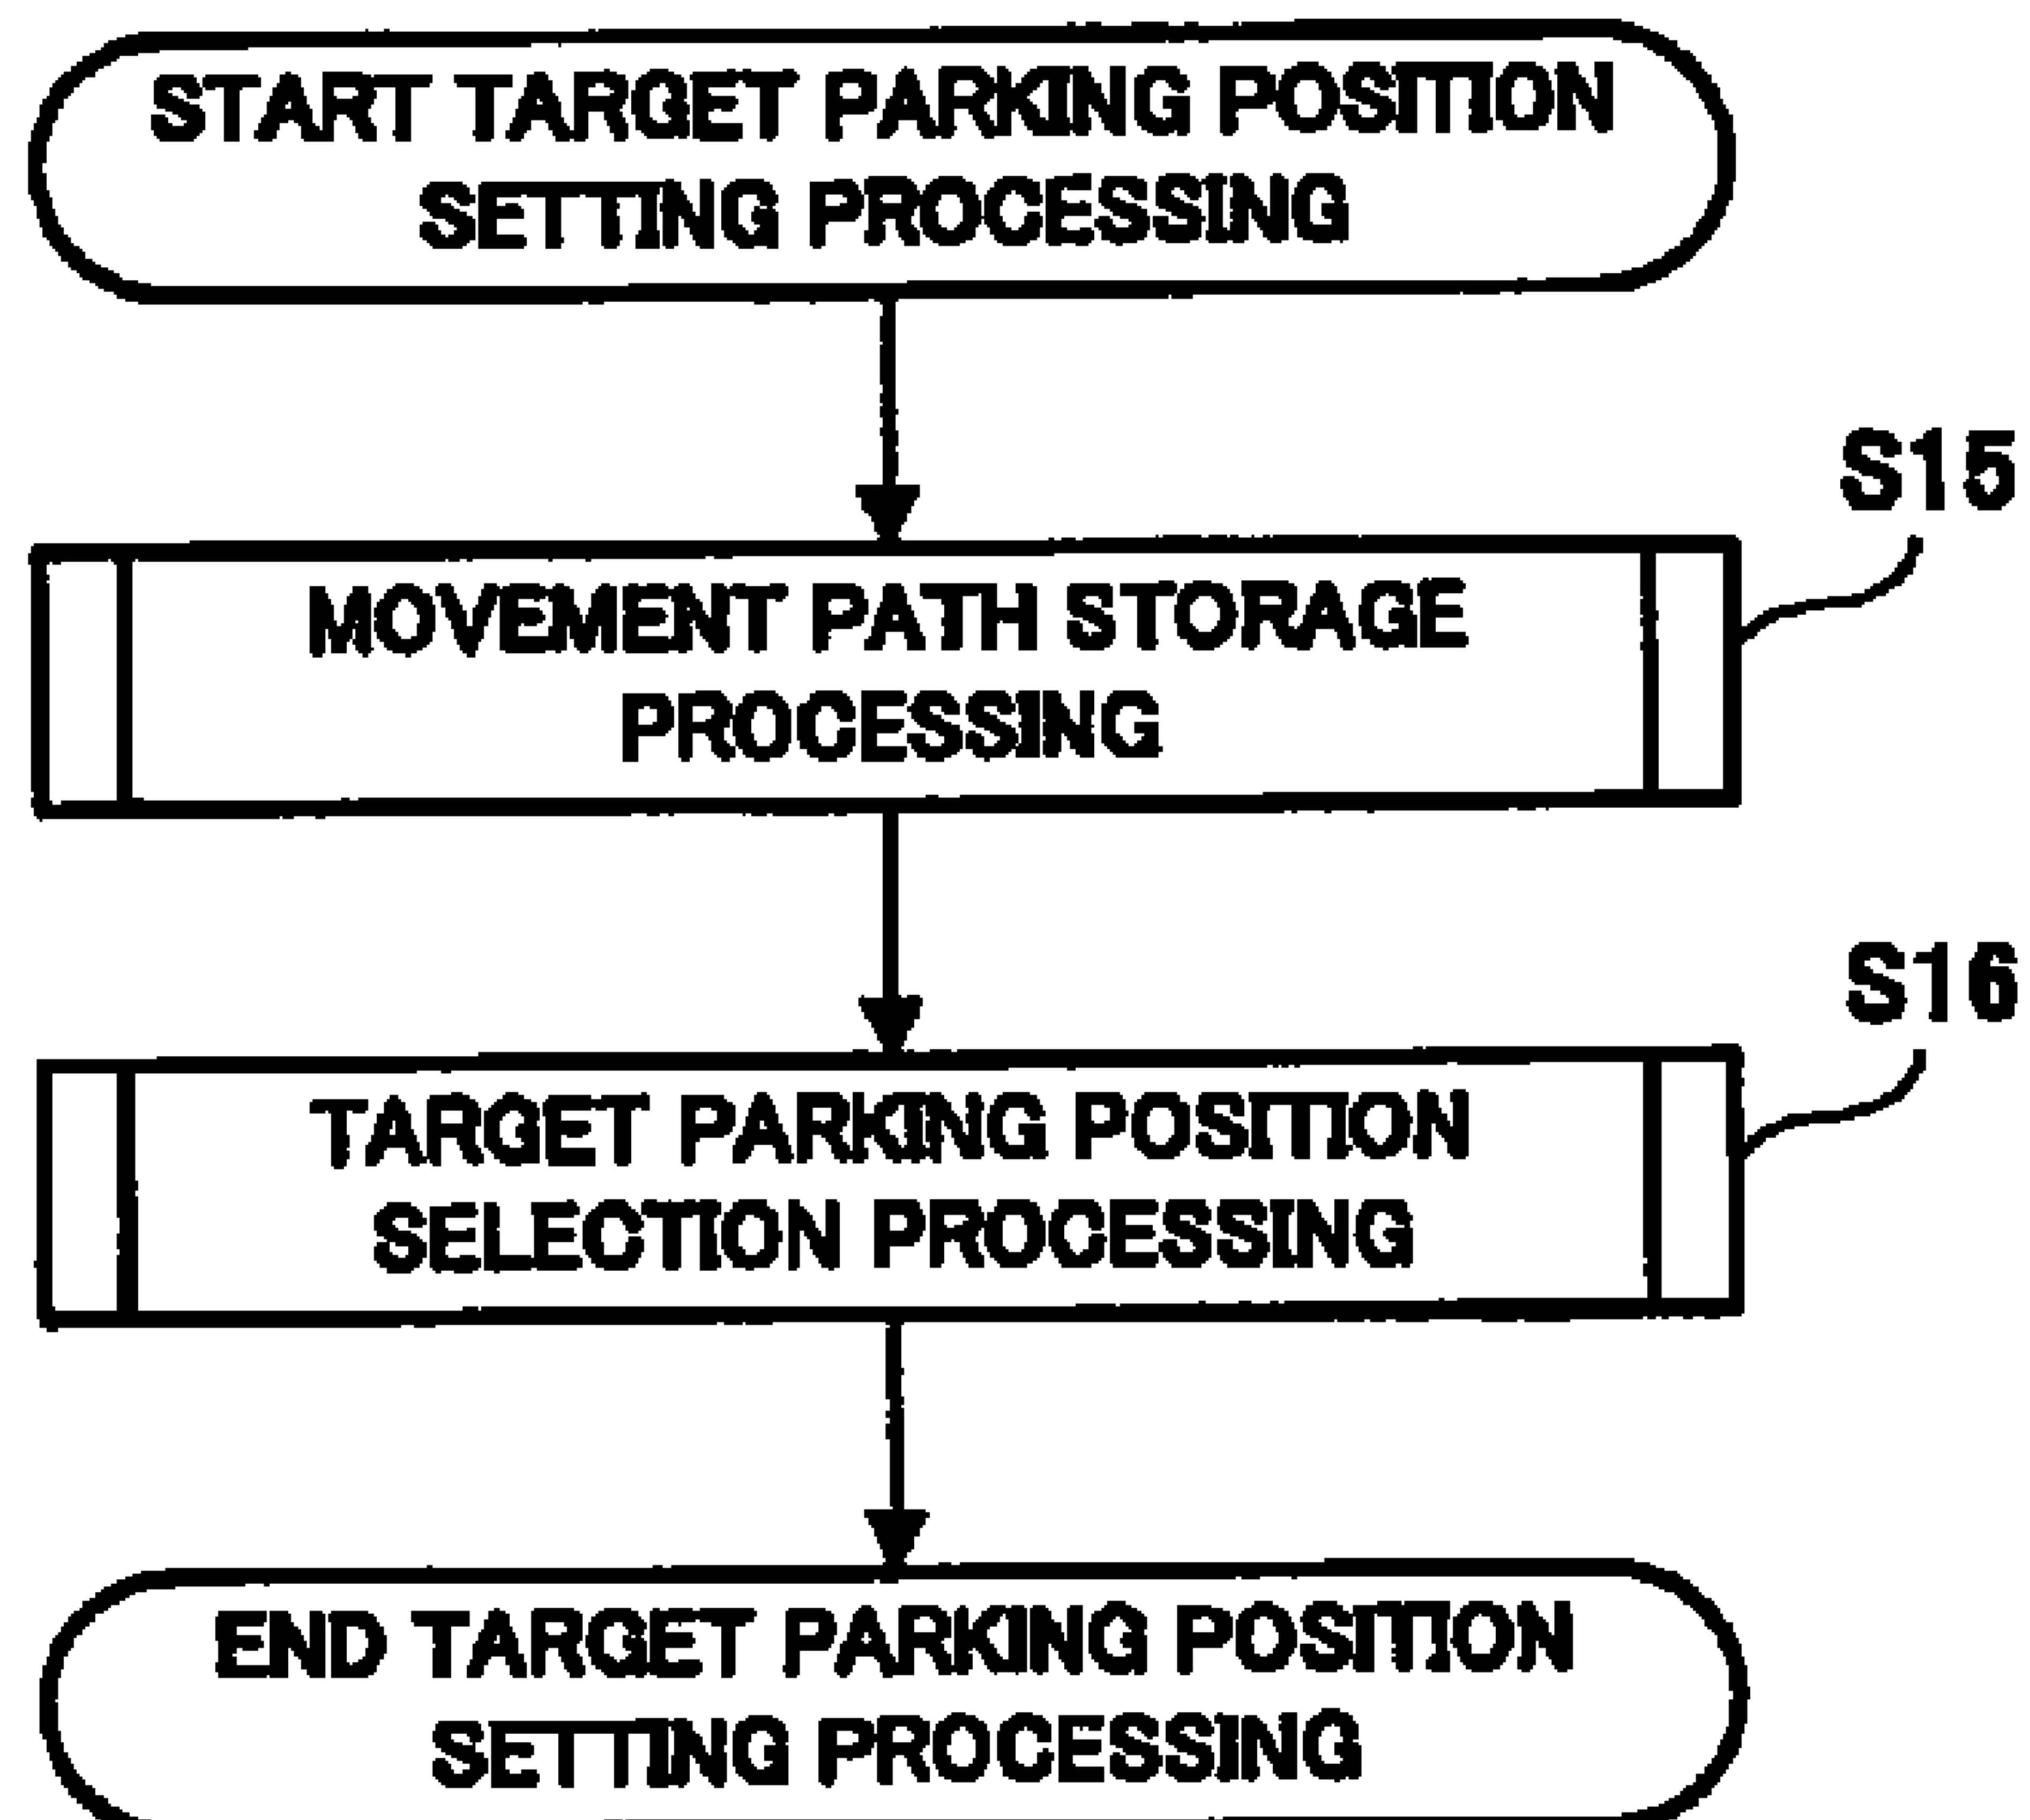 START TARGET PARKING POSITION
SETTING PROCESSING
S15
MOVEMENT PATH STORAGE
PROCESSING
S16
TARGET PARKING POSITION
SELECTION PROCESSING
END TARGET PARKING POSITION
SETTING PROCESSING